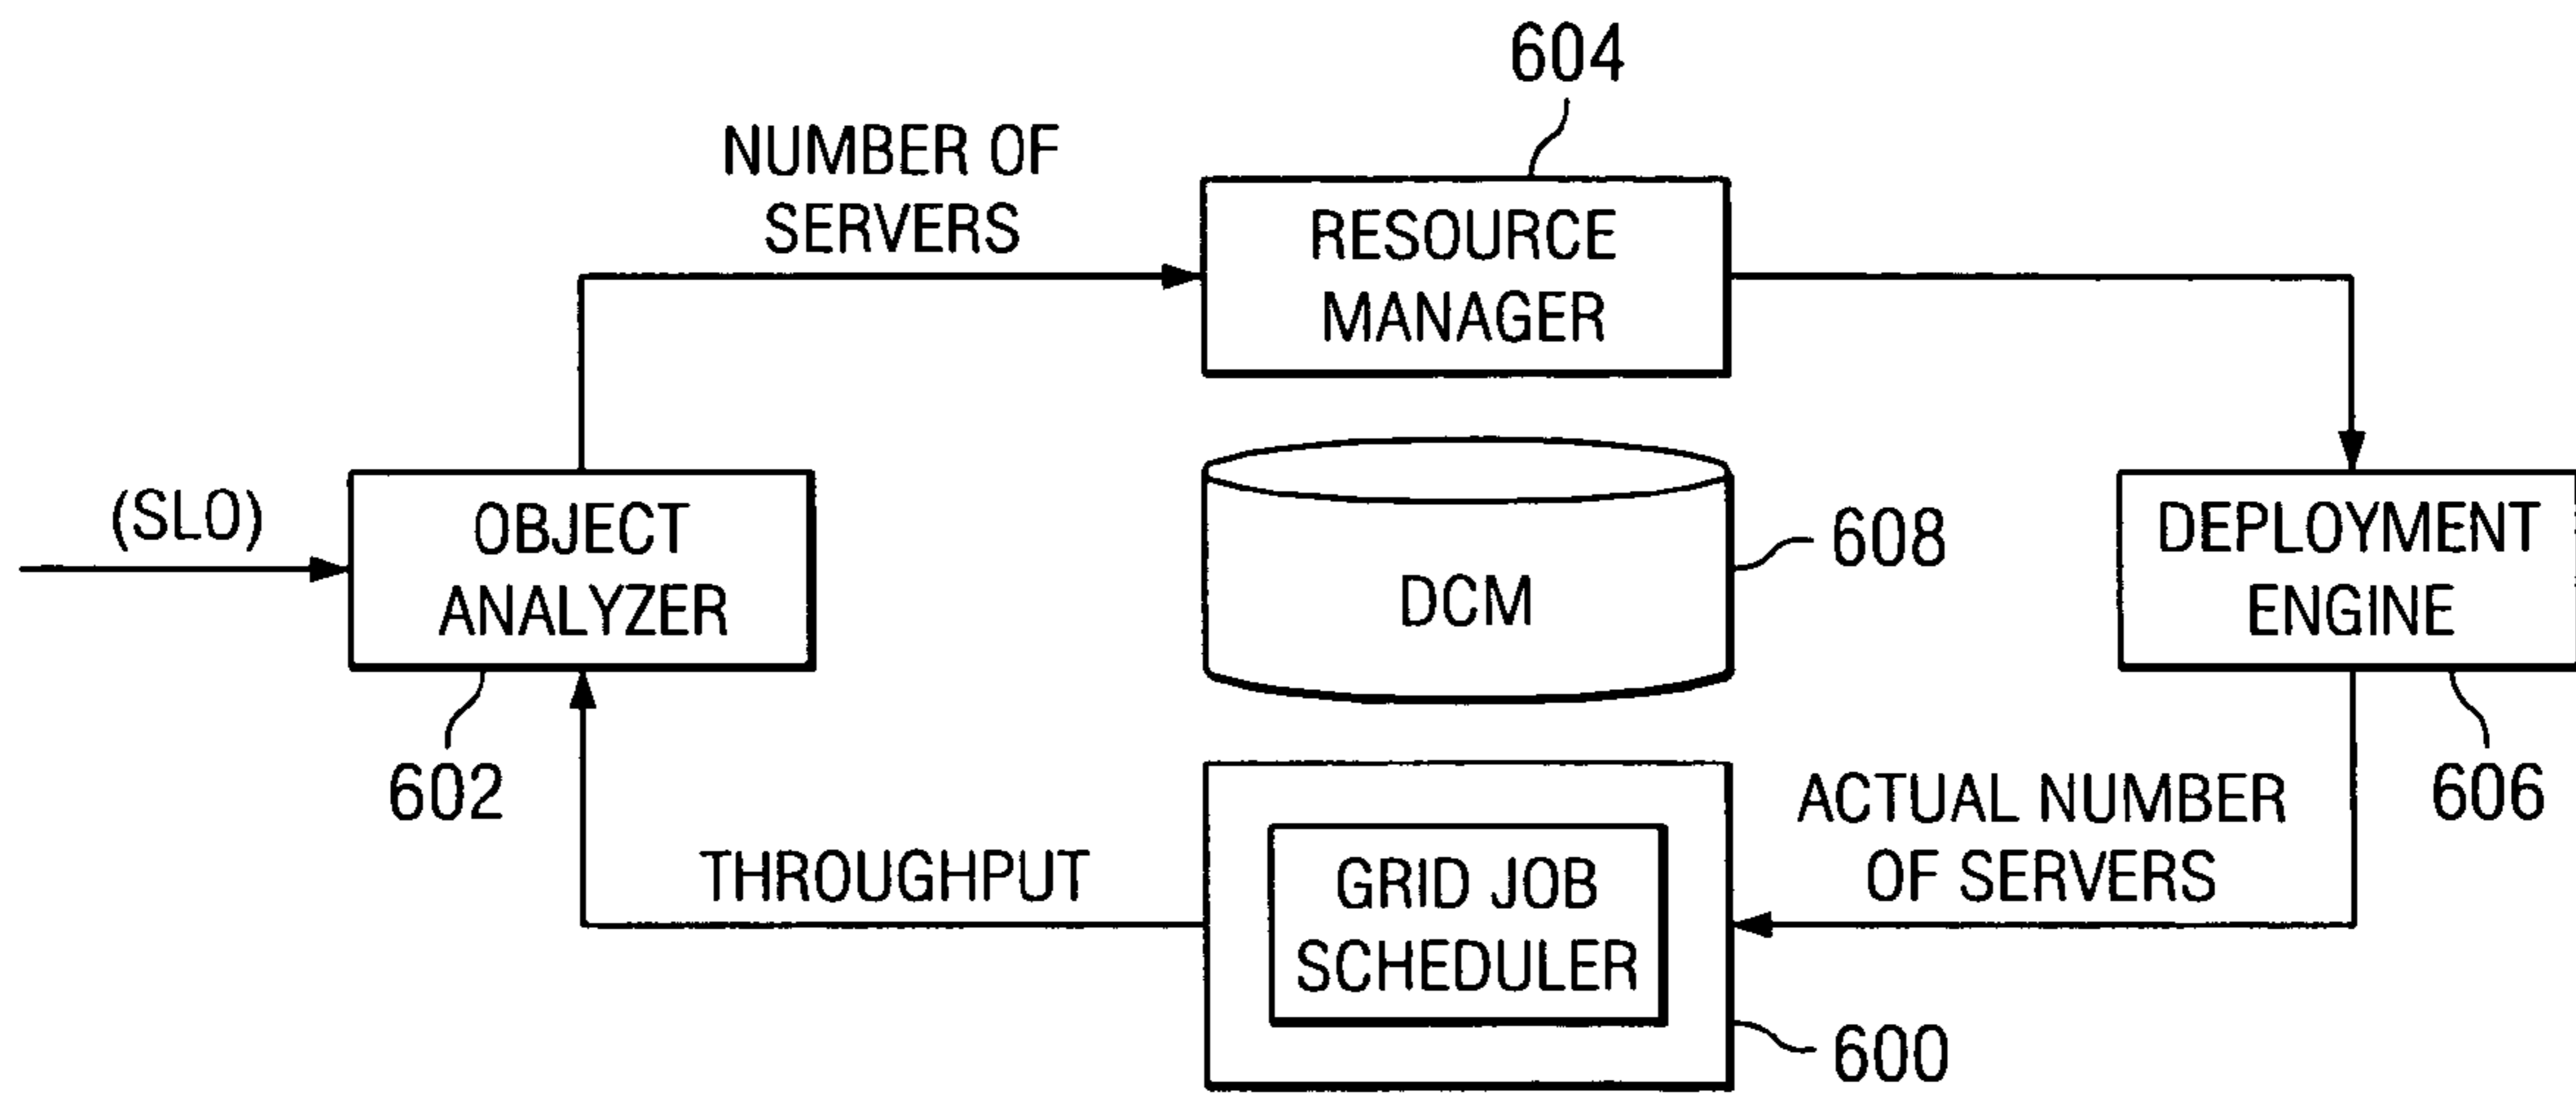 604
NUMBER OF
SERVERS
RESOURCE
MANAGER
(SLO)
OBJECT
ANALYZER
602
DCM
608
DEPLOYMENT
ENGINE
606
ACTUAL NUMBER
OF SERVERS
THROUGHPUT
GRID JOB
SCHEDULER
600